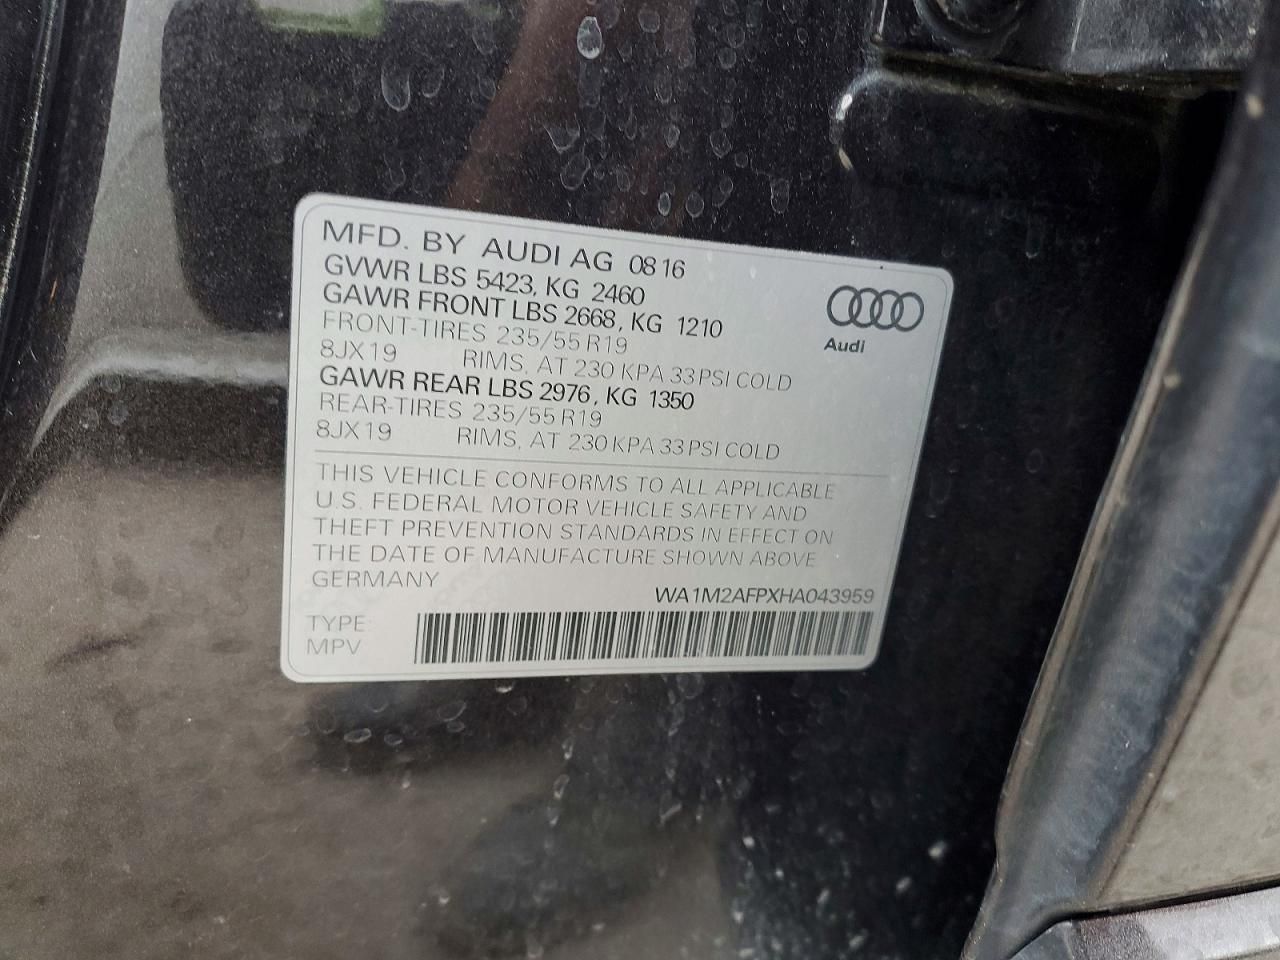 MFD. BY AUDI AG 08 16
GVWR LBS 5423, KG 2460
GAWR FRONT LBS 2668, KG 1210
FRONT-TIRES 235/55 R19
8JX19 RIMS, AT 230 KPA 33 PSI COLD
GAWR REAR LBS 2976, KG 1350
REAR-TIRES 235/55 R19
8JX19 RIMS, AT 230 KPA 33 PSI COLD
Audi
THIS VEHICLE CONFORMS TO ALL APPLICABLE
U.S. FEDERAL MOTOR VEHICLE SAFETY AND
THEFT PREVENTION STANDARDS IN EFFECT ON
THE DATE OF MANUFACTURE SHOWN ABOVE
GERMANY
WA1M2AFPXHA043959
TYPE:
MPV